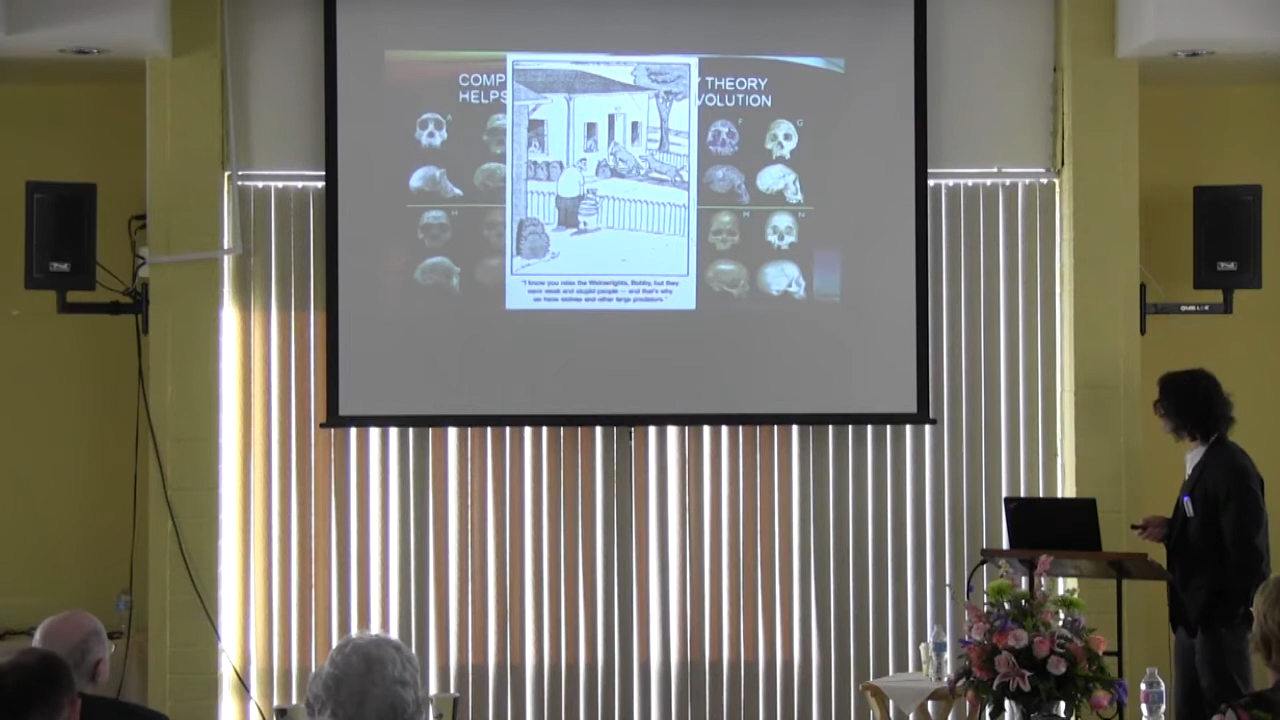 COMP Y THEORY
HELPS VOLUTION
A F G
H M N
"I know you miss the Wainwrights, Bobby, but they
were weak and stupid people — and that's why
we have wolves and other large predators."